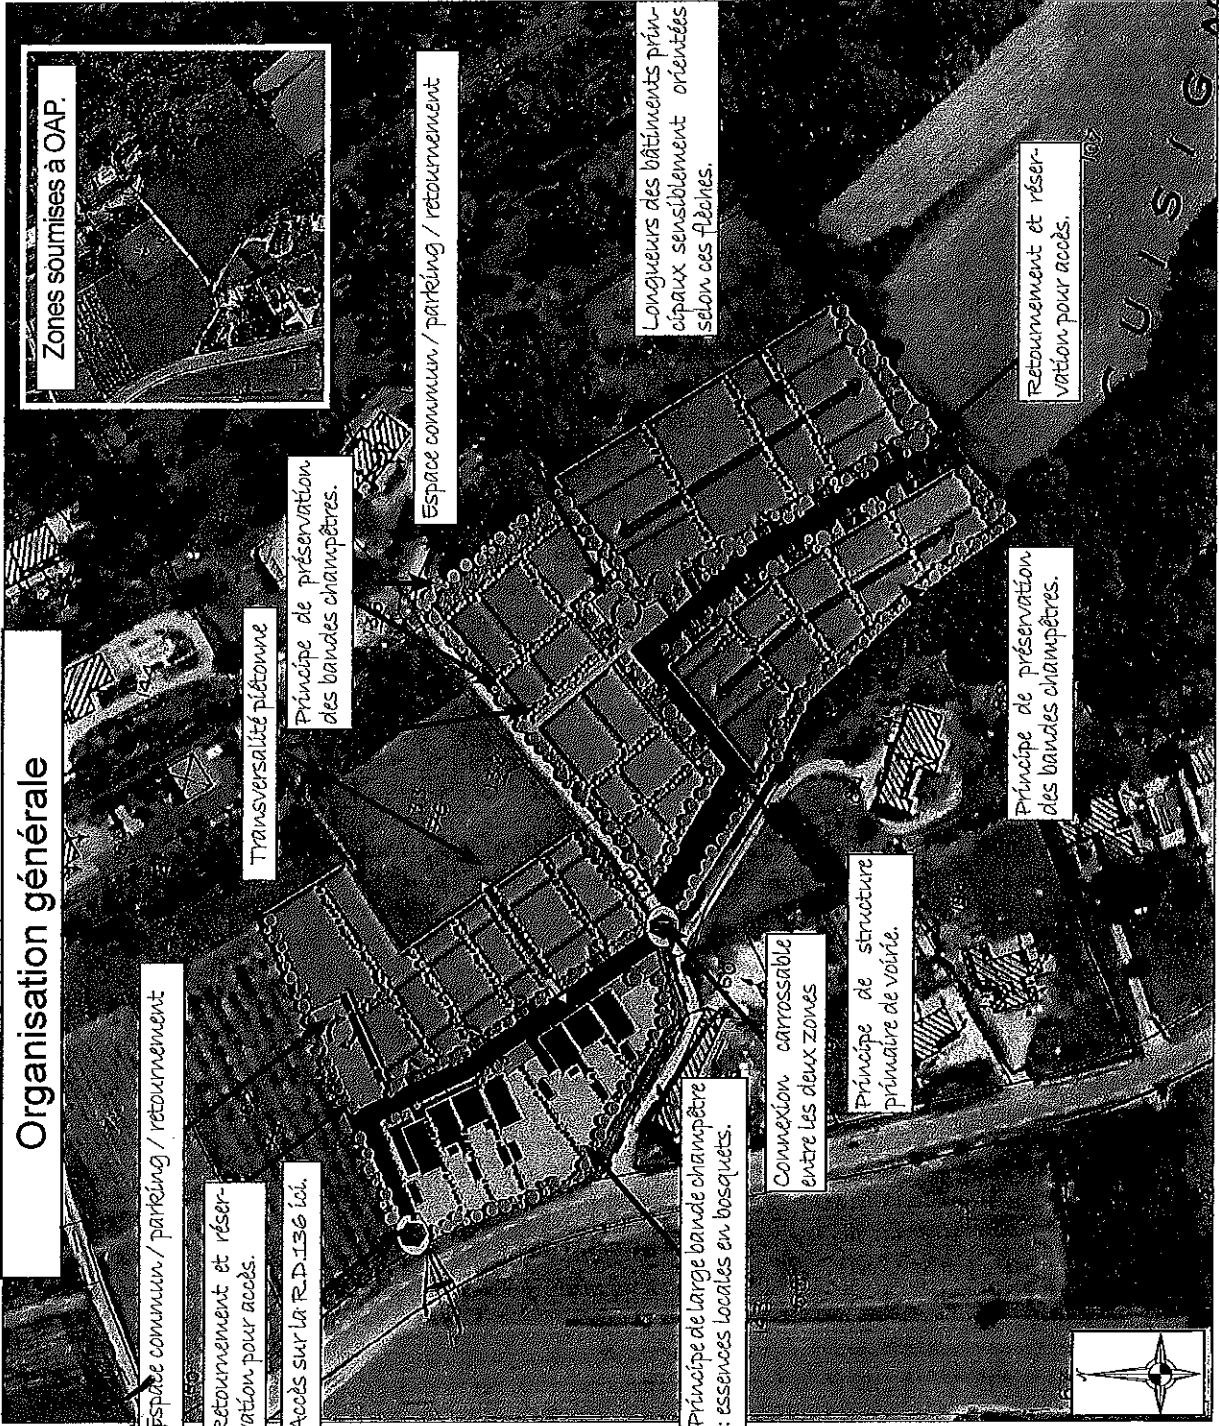 Organisation générale
Zones soumises à OAP.
Espace commun / parking / retournement
Retournement et réser-
vation pour accès.
Accès sur la R.D.136 ici.
Transversalité piétonne
Principe de préservation
des bandes champêtres.
Espace commun / parking / retournement
Longueurs des bâtiments prin-
cipaux sensiblement orientées
selon ces flèches.
Retournement et réser-
vation pour accès.
Principe de préservation
des bandes champêtres.
Principe de structure
primaire de voirie.
Connexion carrossable
entre les deux zones
Principe de large bande champêtre
: essences locales en bosquets.
G U I S I G N